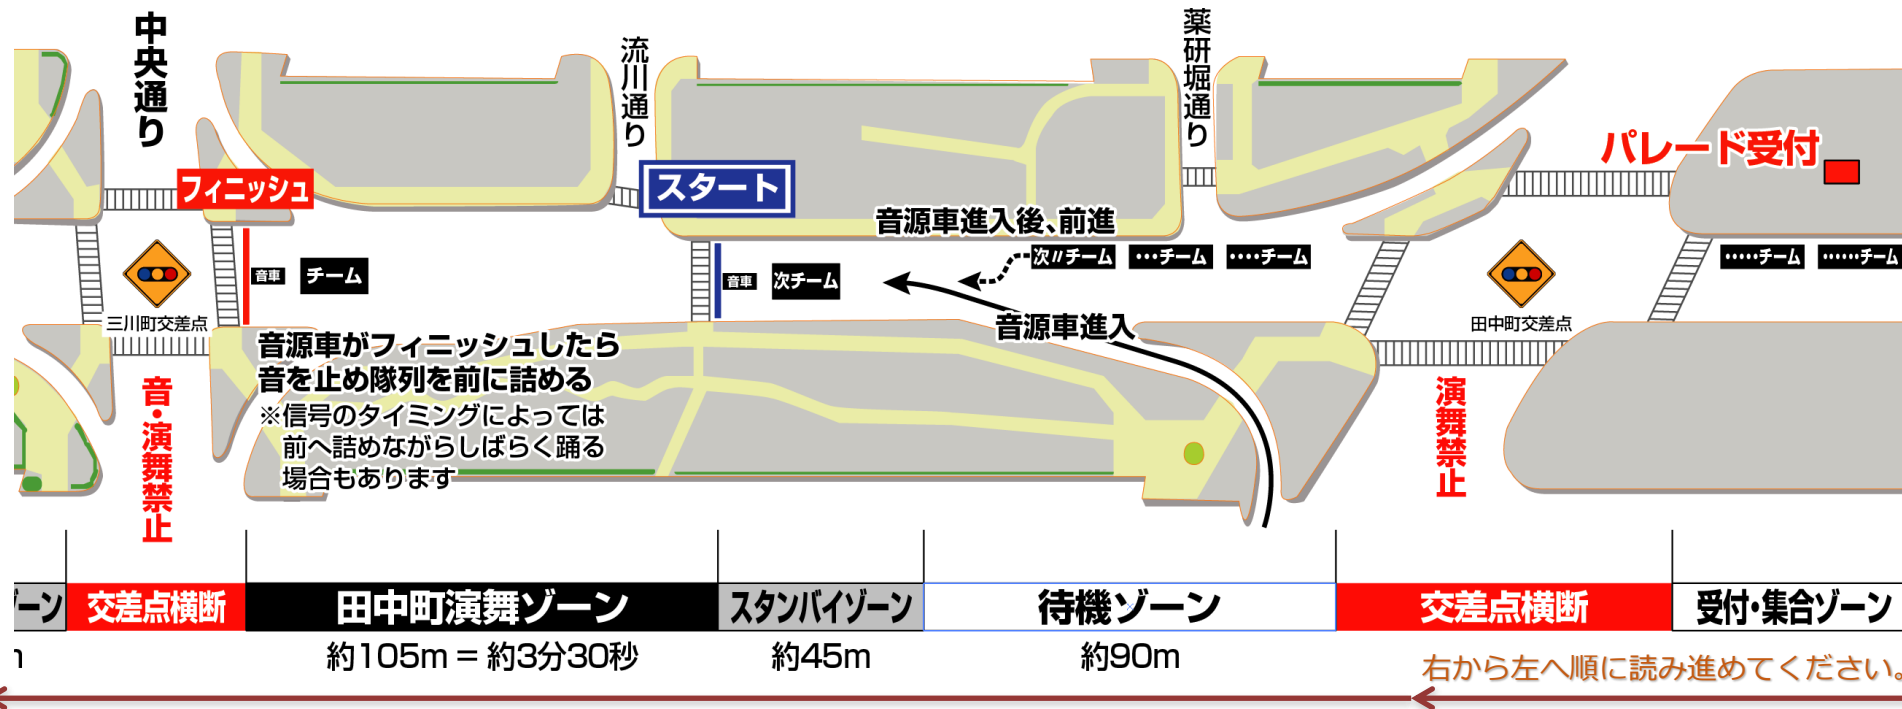 中央通り
流川通り
薬研堀通り
パレード受付
フィニッシュ
スタート
音源車進入後、前進
音車
チーム
音車
次チーム
次〃チーム
・・・チーム
・・・・チーム
・・・・・チーム
・・・・・・チーム
三川町交差点
田中町交差点
音源車進入
音源車がフィニッシュしたら
音を止め隊列を前に詰める
※信号のタイミングによっては
前へ詰めながらしばらく踊る
場合もあります
音・演舞禁止
演舞禁止
ゾーン
交差点横断
田中町演舞ゾーン
スタンバイゾーン
待機ゾーン
交差点横断
受付・集合ゾーン
約105m = 約3分30秒
約45m
約90m
右から左へ順に読み進めてください。